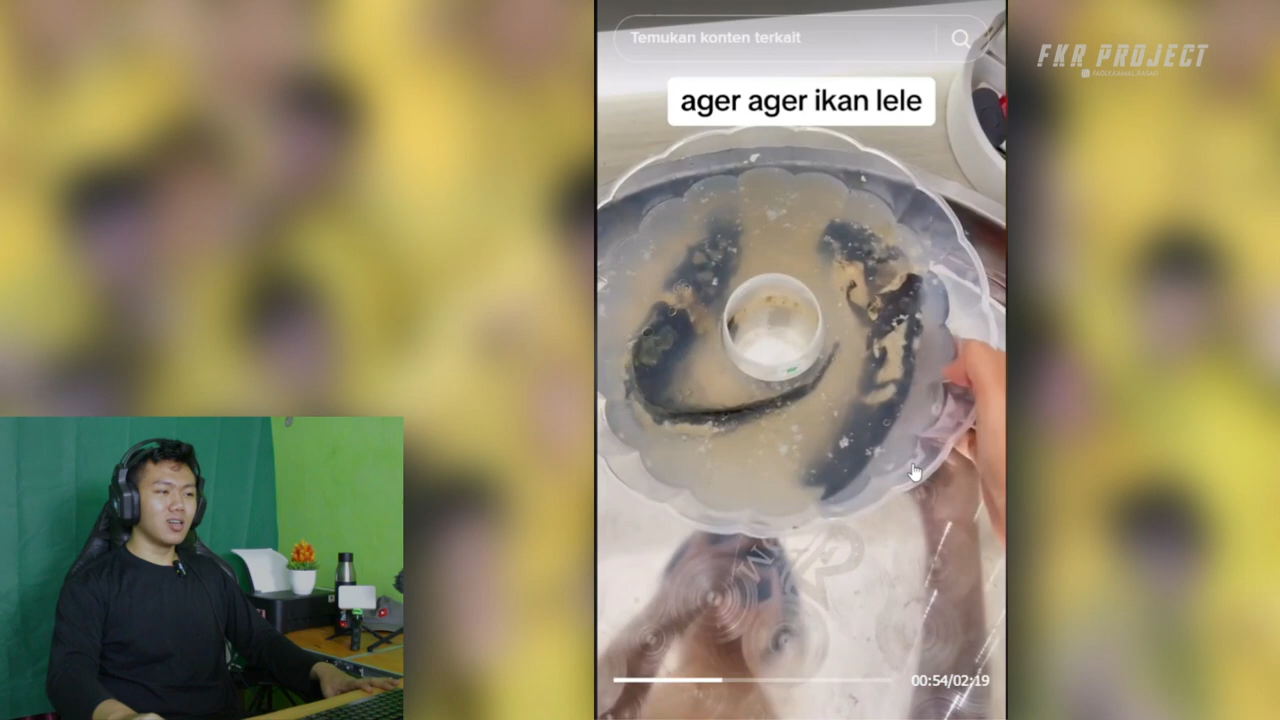 Temukan konten terkait
FKR PROJECT
ager ager ikan lele
00:54/02:19